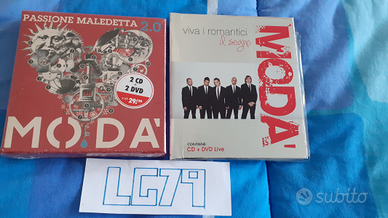 PASSIONE MALEDETTA 2.0
2 CD
2 DVD
29,90
MODA'
viva i romantici
il sogno
MODA'
contiene
CD + DVD Live
LG79
subito